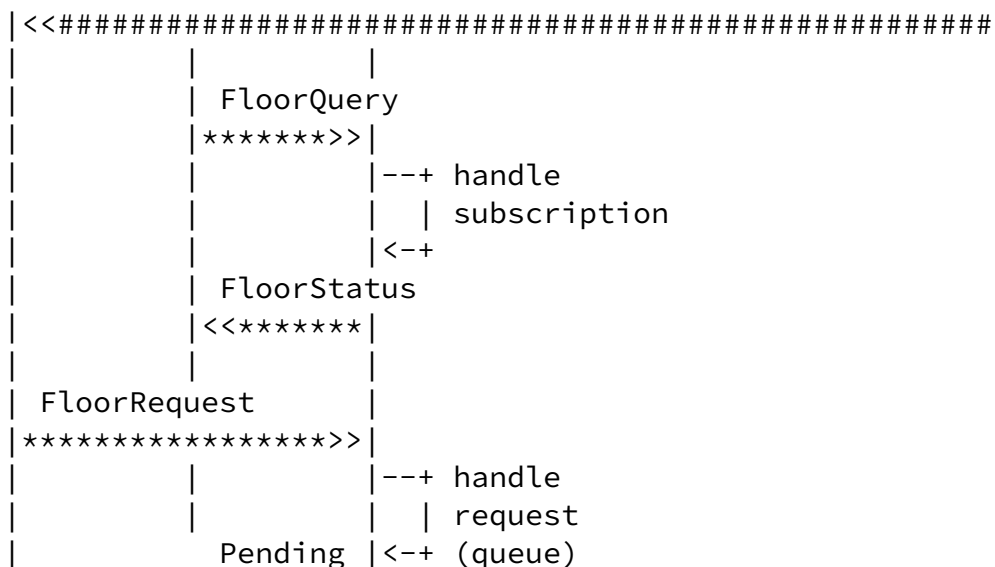 |<<####################################################
|         |         |
|         | FloorQuery
|         |*******>>|
|         |         |--+ handle
|         |         |  | subscription
|         |         |<-+
|         | FloorStatus
|         |<<*******|
|         |         |
| FloorRequest      |
|*****************>>|
|         |         |--+ handle
|         |         |  | request
|           Pending |<-+ (queue)